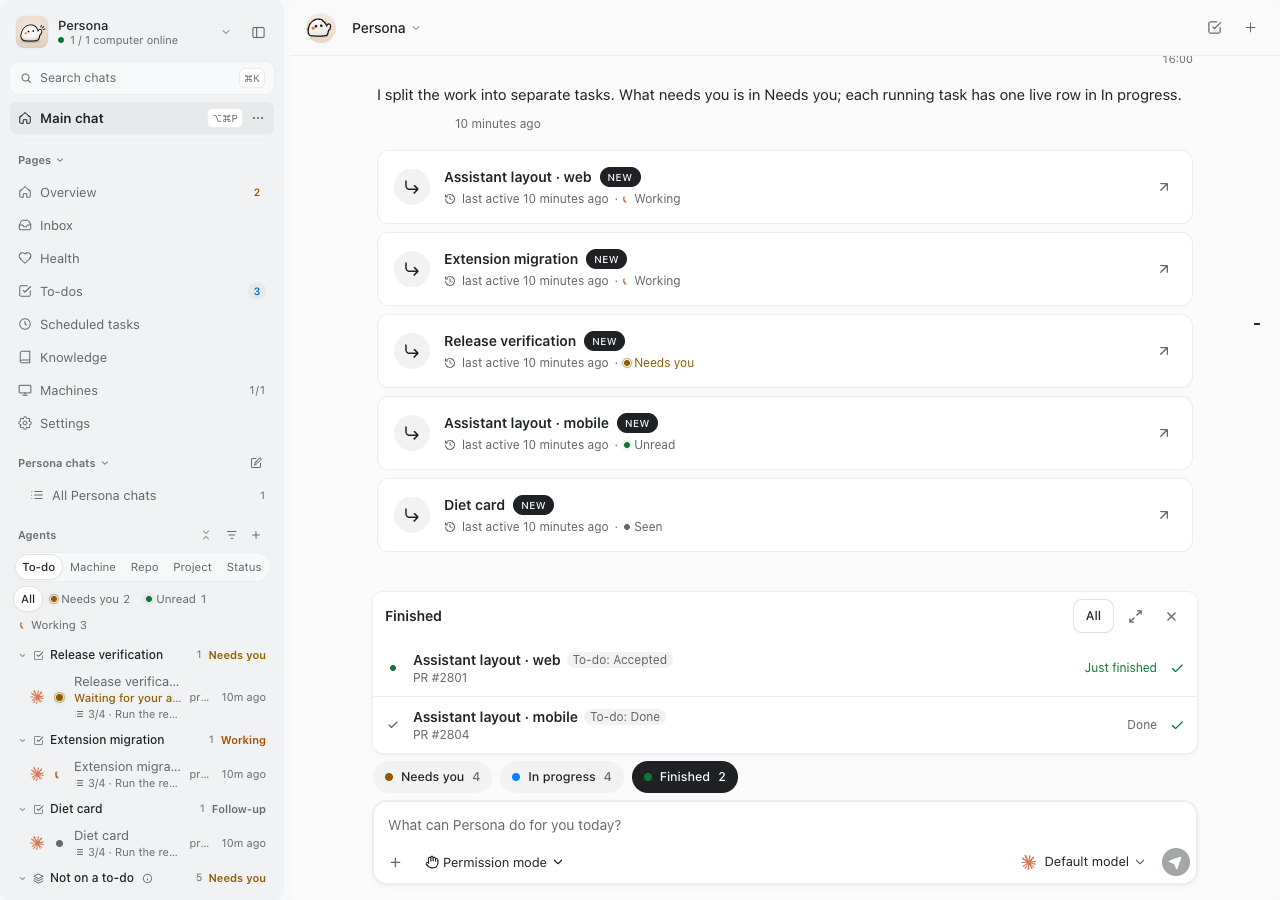 Persona
1 / 1 computer online
Search chats
⌘K
Main chat
⌥⌘P
Pages
Overview
2
Inbox
Health
To-dos
3
Scheduled tasks
Knowledge
Machines
1/1
Settings
Persona chats
All Persona chats
1
Agents
To-do Machine Repo Project Status
All Needs you 2 Unread 1
Working 3
Release verification 1 Needs you
Release verifica...
Waiting for your a... pr... 10m ago
3/4 · Run the re...
Extension migration 1 Working
Extension migra... pr... 10m ago
3/4 · Run the re...
Diet card 1 Follow-up
Diet card pr... 10m ago
3/4 · Run the re...
Not on a to-do 5 Needs you
Persona
16:00
I split the work into separate tasks. What needs you is in Needs you; each running task has one live row in In progress.
10 minutes ago
Assistant layout · web NEW
last active 10 minutes ago · Working
Extension migration NEW
last active 10 minutes ago · Working
Release verification NEW
last active 10 minutes ago · Needs you
Assistant layout · mobile NEW
last active 10 minutes ago · Unread
Diet card NEW
last active 10 minutes ago · Seen
Finished
All
Assistant layout · web To-do: Accepted
PR #2801
Just finished
Assistant layout · mobile To-do: Done
PR #2804
Done
Needs you 4 In progress 4 Finished 2
What can Persona do for you today?
Permission mode
Default model